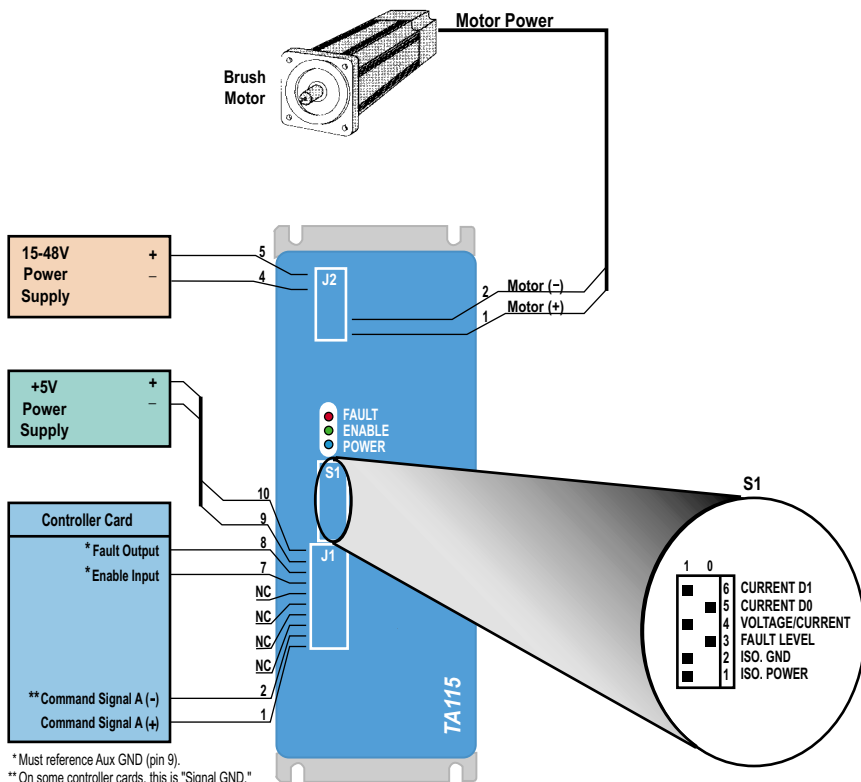 Motor Power
Brush
Motor
15-48V
Power
Supply
+
–
5
4
J2
2
Motor (–)
1
Motor (+)
+5V
Power
Supply
+
–
FAULT
ENABLE
POWER
S1
S1
Controller Card
* Fault Output
* Enable Input
** Command Signal A (-)
Command Signal A (+)
10
9
8
7
NC
NC
NC
NC
2
1
J1
1 0
6 CURRENT D1
5 CURRENT D0
4 VOLTAGE/CURRENT
3 FAULT LEVEL
2 ISO. GND
1 ISO. POWER
TA115
* Must reference Aux GND (pin 9).
** On some controller cards, this is "Signal GND."